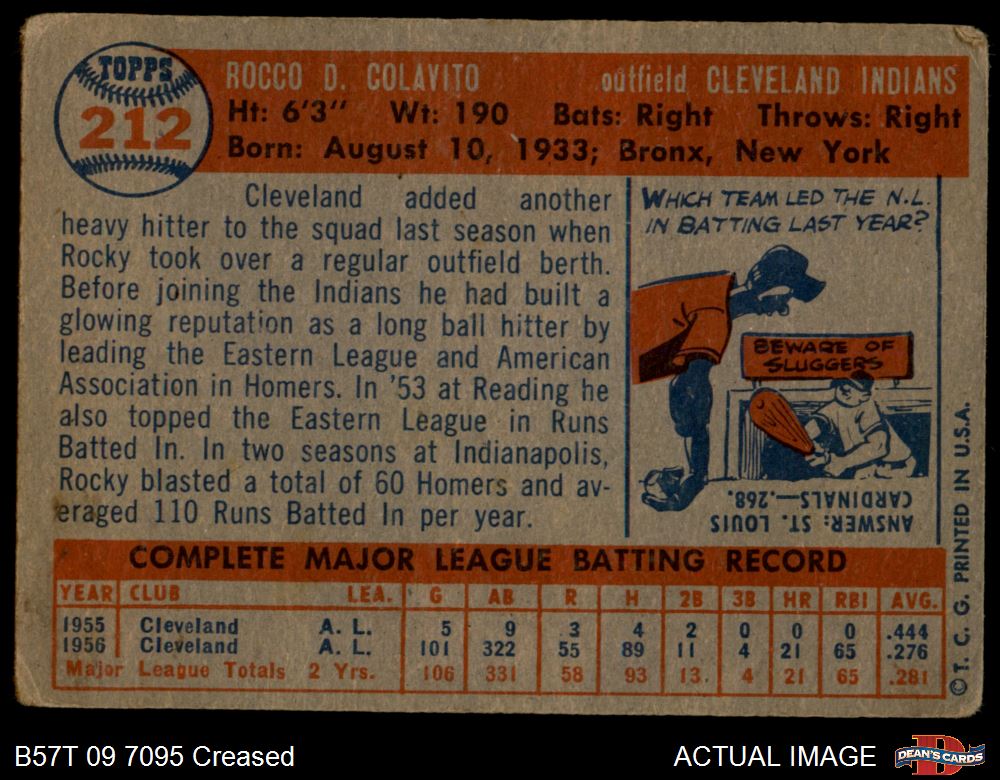 TOPPS
212
ROCCO D. COLAVITO outfield CLEVELAND INDIANS
Ht: 6'3" Wt: 190 Bats: Right Throws: Right
Born: August 10, 1933; Bronx, New York
Cleveland added another
heavy hitter to the squad last season when
Rocky took over a regular outfield berth.
Before joining the Indians he had built a
glowing reputation as a long ball hitter by
leading the Eastern League and American
Association in Homers. In '53 at Reading he
also topped the Eastern League in Runs
Batted In. In two seasons at Indianapolis,
Rocky blasted a total of 60 Homers and av-
eraged 110 Runs Batted In per year.
WHICH TEAM LED THE N.L.
IN BATTING LAST YEAR?
BEWARE OF
SLUGGERS
ANSWER: ST. LOUIS
CARDINALS—.268.
COMPLETE MAJOR LEAGUE BATTING RECORD
YEAR CLUB LEA. G AB R H 2B 3B HR RBI AVG.
1955 Cleveland A. L. 5 9 3 4 2 0 0 0 .444
1956 Cleveland A. L. 101 322 55 89 11 4 21 65 .276
Major League Totals 2 Yrs. 106 331 58 93 13 4 21 65 .281
© T. C. G. PRINTED IN U.S.A.
B57T 09 7095 Creased
ACTUAL IMAGE
DEAN'S CARDS